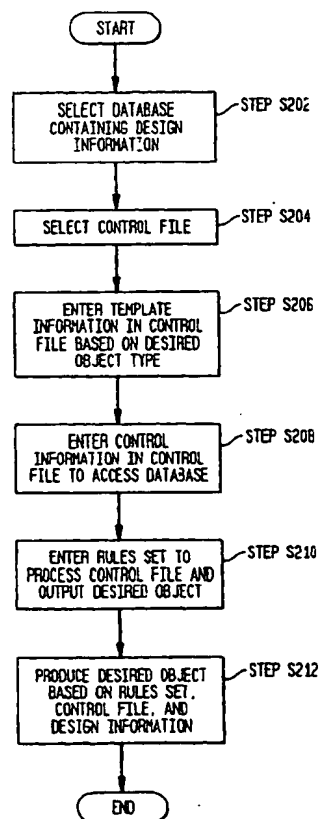 START
SELECT DATABASE
CONTAINING DESIGN
INFORMATION
STEP S202
SELECT CONTROL FILE
STEP S204
ENTER TEMPLATE
INFORMATION IN CONTROL
FILE BASED ON DESIRED
OBJECT TYPE
STEP S206
ENTER CONTROL
INFORMATION IN CONTROL
FILE TO ACCESS DATABASE
STEP S208
ENTER RULES SET TO
PROCESS CONTROL FILE AND
OUTPUT DESIRED OBJECT
STEP S210
PRODUCE DESIRED OBJECT
BASED ON RULES SET,
CONTROL FILE, AND
DESIGN INFORMATION
STEP S212
END